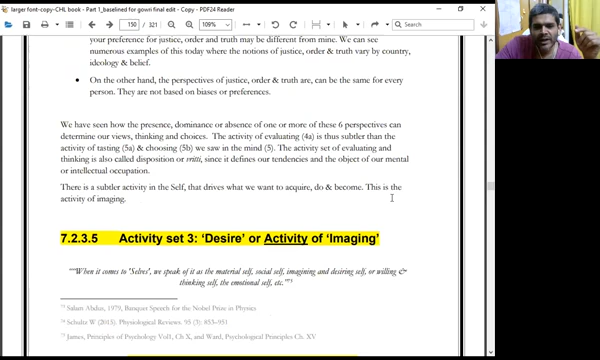 larger font-copy-CHL book - Part 1_baselined for gowri final edit - Copy - PDF24 Reader
150 / 321
109%
Search
your preference for justice, order and truth may be different from mine. We can see
numerous examples of this today where the notions of justice, order & truth vary by country,
ideology & belief.
• On the other hand, the perspectives of justice, order & truth are, can be the same for every
person. They are not based on biases or preferences.
We have seen how the presence, dominance or absence of one or more of these 6 perspectives can
determine our views, thinking and choices. The activity of evaluating (4a) is thus subtler than the
activity of tasting (5a) & choosing (5b) we saw in the mind (5). The activity set of evaluating and
thinking is also called disposition or vritti, since it defines our tendencies and the object of our mental
or intellectual occupation.
There is a subtler activity in the Self, that drives what we want to acquire, do & become. This is the
activity of imaging.
7.2.3.5 Activity set 3: ‘Desire’ or Activity of ‘Imaging’
““When it comes to ‘Selves’, we speak of it as the material self, social self, imagining and desiring self, or willing &
thinking self, the emotional self, etc.”75
73 Salam Abdus, 1979, Banquet Speech for the Nobel Prize in Physics
74 Schultz W (2015). Physiological Reviews. 95 (3): 853–951
75 James, Principles of Psychology Vol1, Ch X, and Ward, Psychological Principles Ch. XV